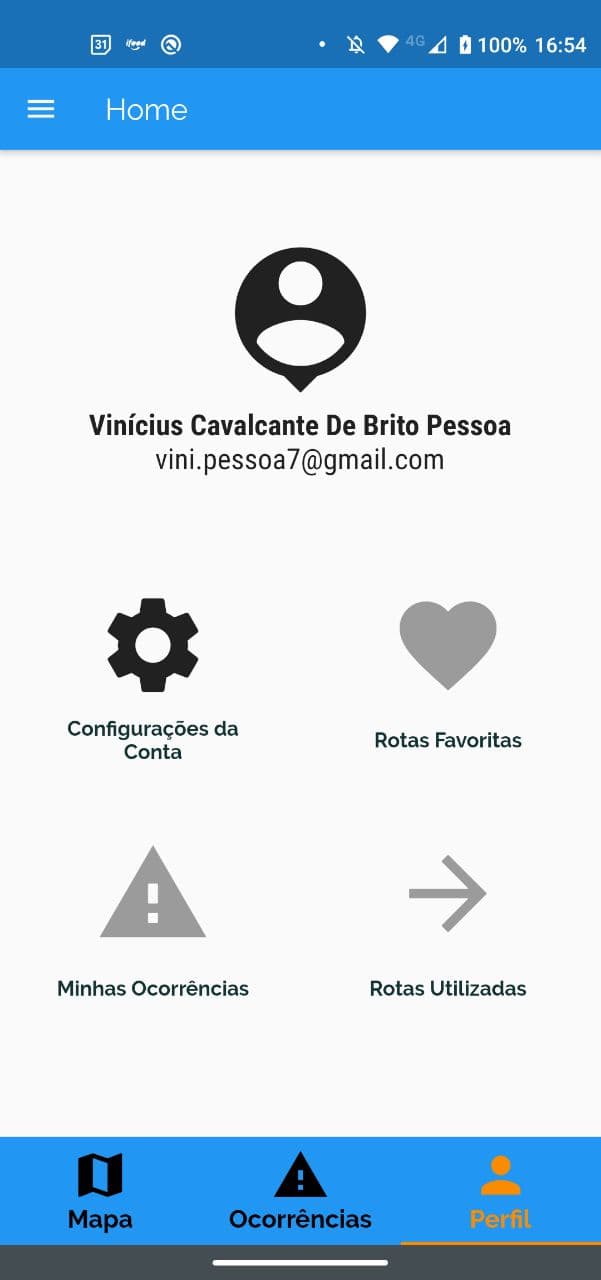 31 ifood 4G 100% 16:54
Home
Vinícius Cavalcante De Brito Pessoa
vini.pessoa7@gmail.com
Configurações da
Conta
Rotas Favoritas
Minhas Ocorrências
Rotas Utilizadas
Mapa
Ocorrências
Perfil